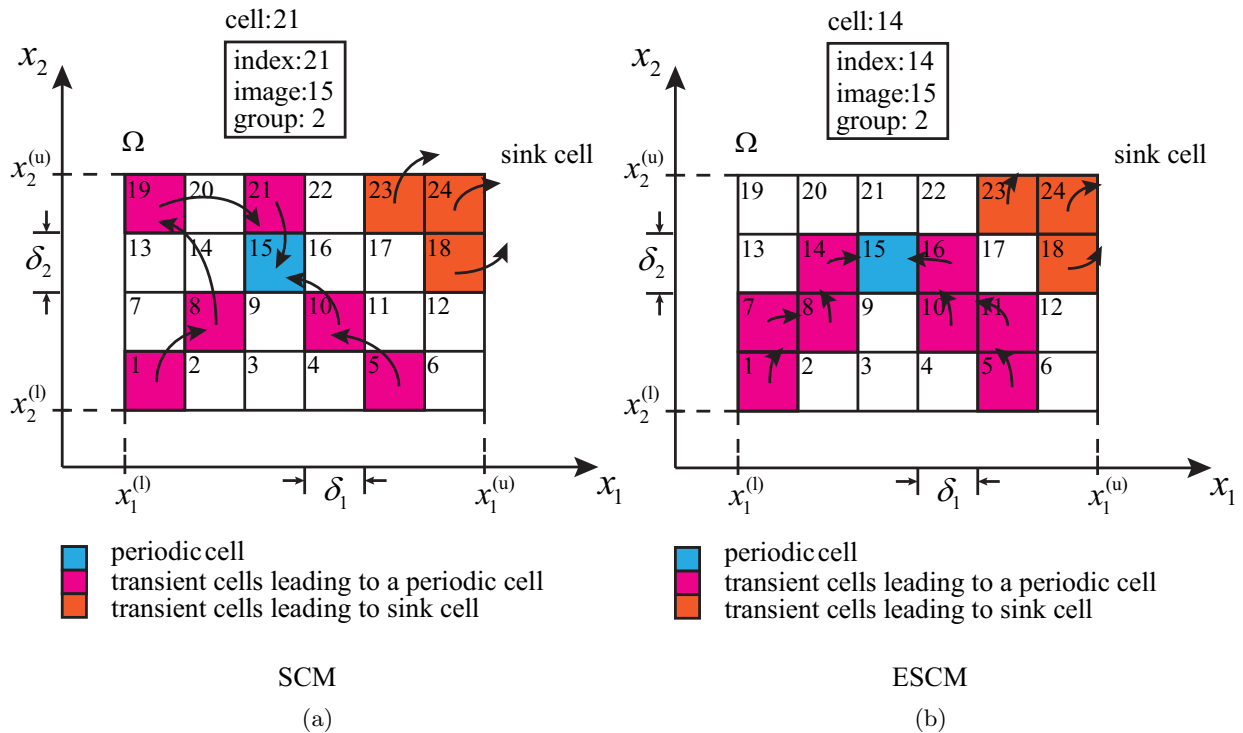 cell:21
index:21
image:15
group: 2
x2
Ω
x2(u)
sink cell
19 20 21 22 23 24
13 14 15 16 17 18
δ2
7 8 9 10 11 12
1 2 3 4 5 6
x2(l)
x1(l)
δ1
x1(u)
x1
periodic cell
transient cells leading to a periodic cell
transient cells leading to sink cell
SCM
(a)
cell:14
index:14
image:15
group: 2
x2
Ω
x2(u)
sink cell
19 20 21 22 23 24
13 14 15 16 17 18
δ2
7 8 9 10 11 12
1 2 3 4 5 6
x2(l)
x1(l)
δ1
x1(u)
x1
periodic cell
transient cells leading to a periodic cell
transient cells leading to sink cell
ESCM
(b)